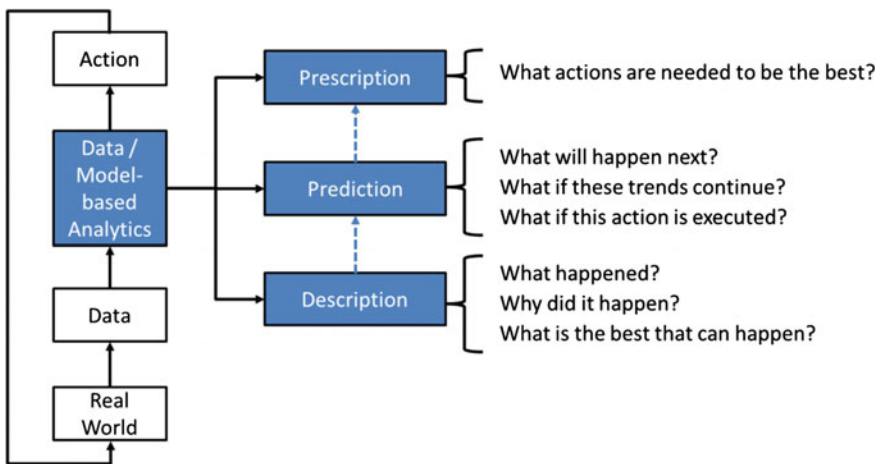 Action
Data /
Model-
based
Analytics
Data
Real
World
Prescription
Prediction
Description
What actions are needed to be the best?
What will happen next?
What if these trends continue?
What if this action is executed?
What happened?
Why did it happen?
What is the best that can happen?